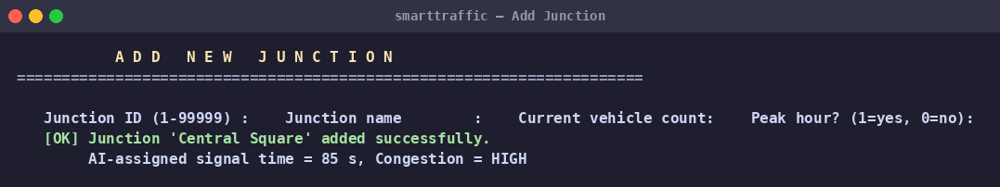 smarttraffic — Add Junction
A D D   N E W   J U N C T I O N
======================================================================
Junction ID (1-99999) :    Junction name        :    Current vehicle count:    Peak hour? (1=yes, 0=no):
[OK] Junction 'Central Square' added successfully.
AI-assigned signal time = 85 s, Congestion = HIGH